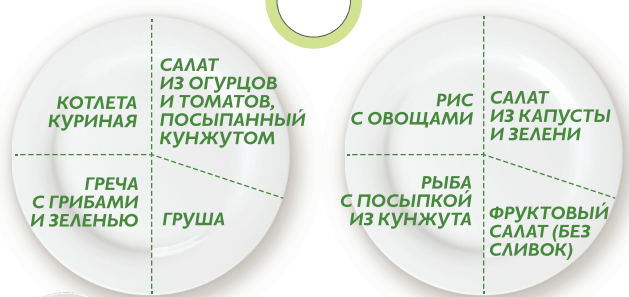 КОТЛЕТА
КУРИНАЯ
САЛАТ
ИЗ ОГУРЦОВ
И ТОМАТОВ,
ПОСЫПАННЫЙ
КУНЖУТОМ
ГРЕЧА
С ГРИБАМИ
И ЗЕЛЕНЬЮ
ГРУША
РИС
С ОВОЩАМИ
САЛАТ
ИЗ КАПУСТЫ
И ЗЕЛЕНИ
РЫБА
С ПОСЫПКОЙ
ИЗ КУНЖУТА
ФРУКТОВЫЙ
САЛАТ (БЕЗ
СЛИВОК)